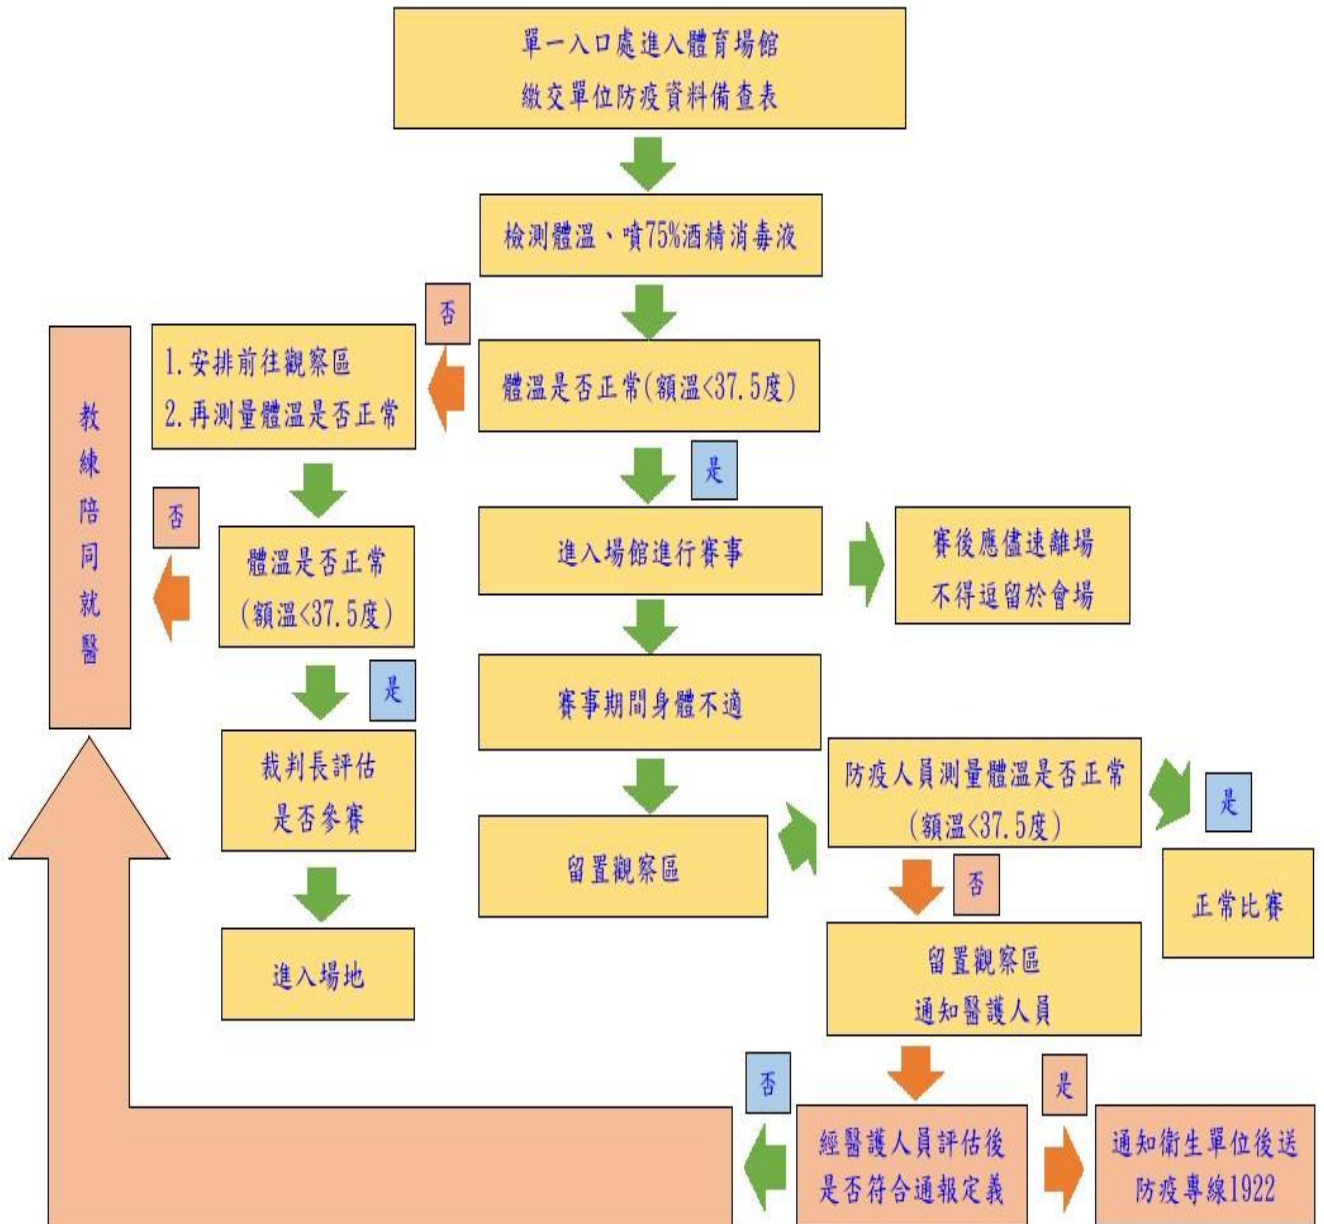 單一入口處進入體育場館
繳交單位防疫資料備查表
檢測體溫、噴75%酒精消毒液
否
體溫是否正常(額溫<37.5度)
1.安排前往觀察區
2.再測量體溫是否正常
教練陪同就醫
是
否
體溫是否正常
(額溫<37.5度)
進入場館進行賽事
賽後應儘速離場
不得逗留於會場
是
賽事期間身體不適
裁判長評估
是否參賽
防疫人員測量體溫是否正常
(額溫<37.5度)
是
留置觀察區
否
正常比賽
進入場地
留置觀察區
通知醫護人員
否
是
經醫護人員評估後
是否符合通報定義
通知衛生單位後送
防疫專線1922